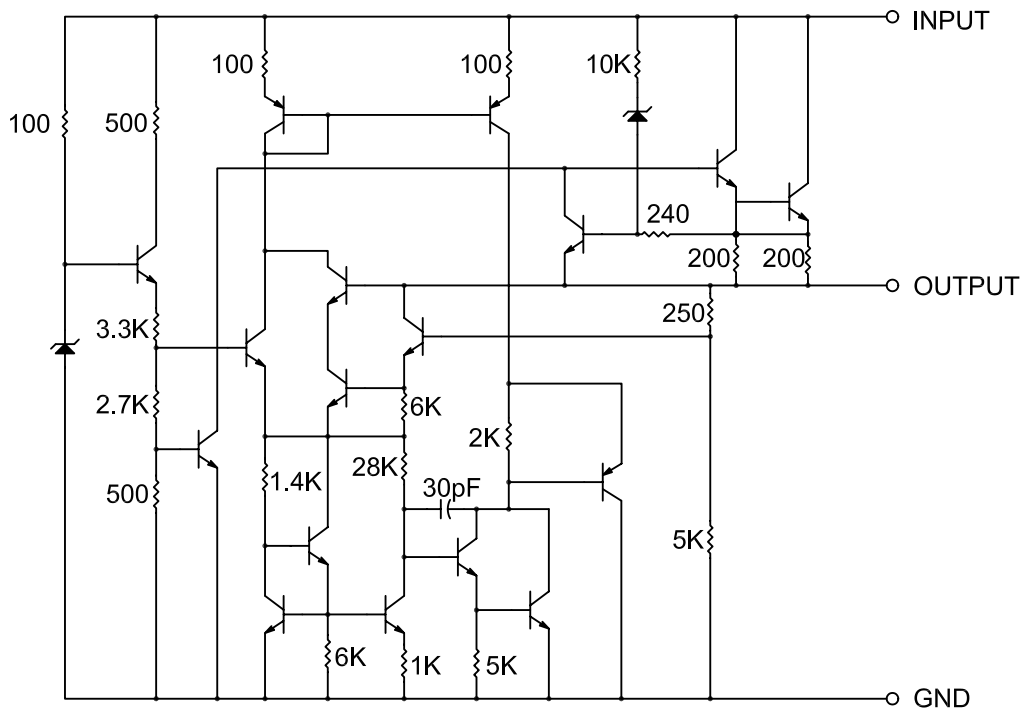 INPUT
100
100
10K
100
500
240
200
200
OUTPUT
250
3.3K
2.7K
6K
2K
1.4K
28K
500
30pF
5K
6K
1K
5K
GND